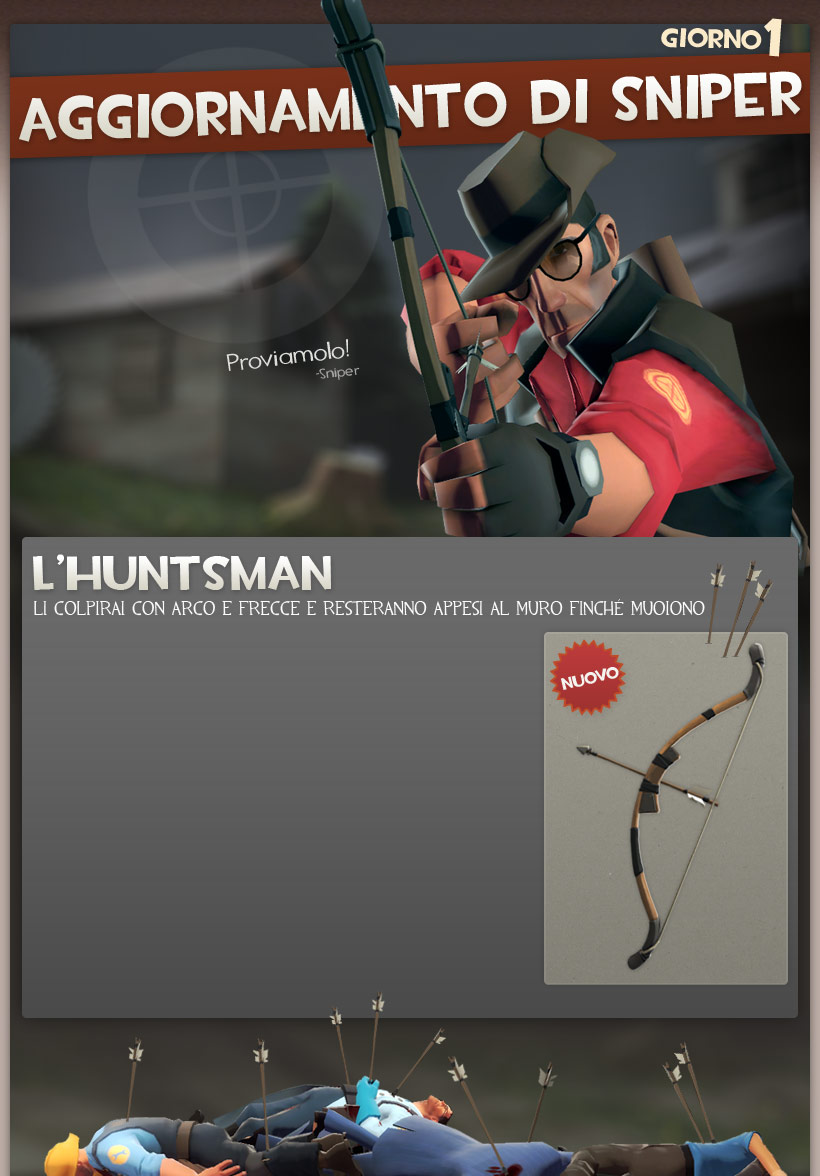 GIORNO 1
AGGIORNAMENTO DI SNIPER
Proviamolo!
-Sniper
L'HUNTSMAN
LI COLPIRAI CON ARCO E FRECCE E RESTERANNO APPESI AL MURO FINCHÉ MUOIONO
NUOVO